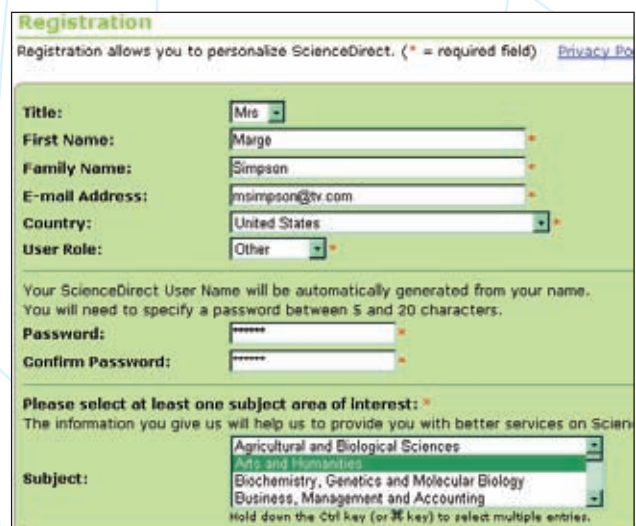 Registration
Registration allows you to personalize ScienceDirect. (* = required field) Privacy Po
Title: Mrs
First Name: Marge *
Family Name: Simpson *
E-mail Address: msimpson@tv.com *
Country: United States *
User Role: Other *
Your ScienceDirect User Name will be automatically generated from your name.
You will need to specify a password between 5 and 20 characters.
Password: ****** *
Confirm Password: ****** *
Please select at least one subject area of interest: *
The information you give us will help us to provide you with better services on Scien
Agricultural and Biological Sciences
Arts and Humanities
Subject: Biochemistry, Genetics and Molecular Biology
Business, Management and Accounting
Hold down the Ctrl key (or ⌘ key) to select multiple entries.